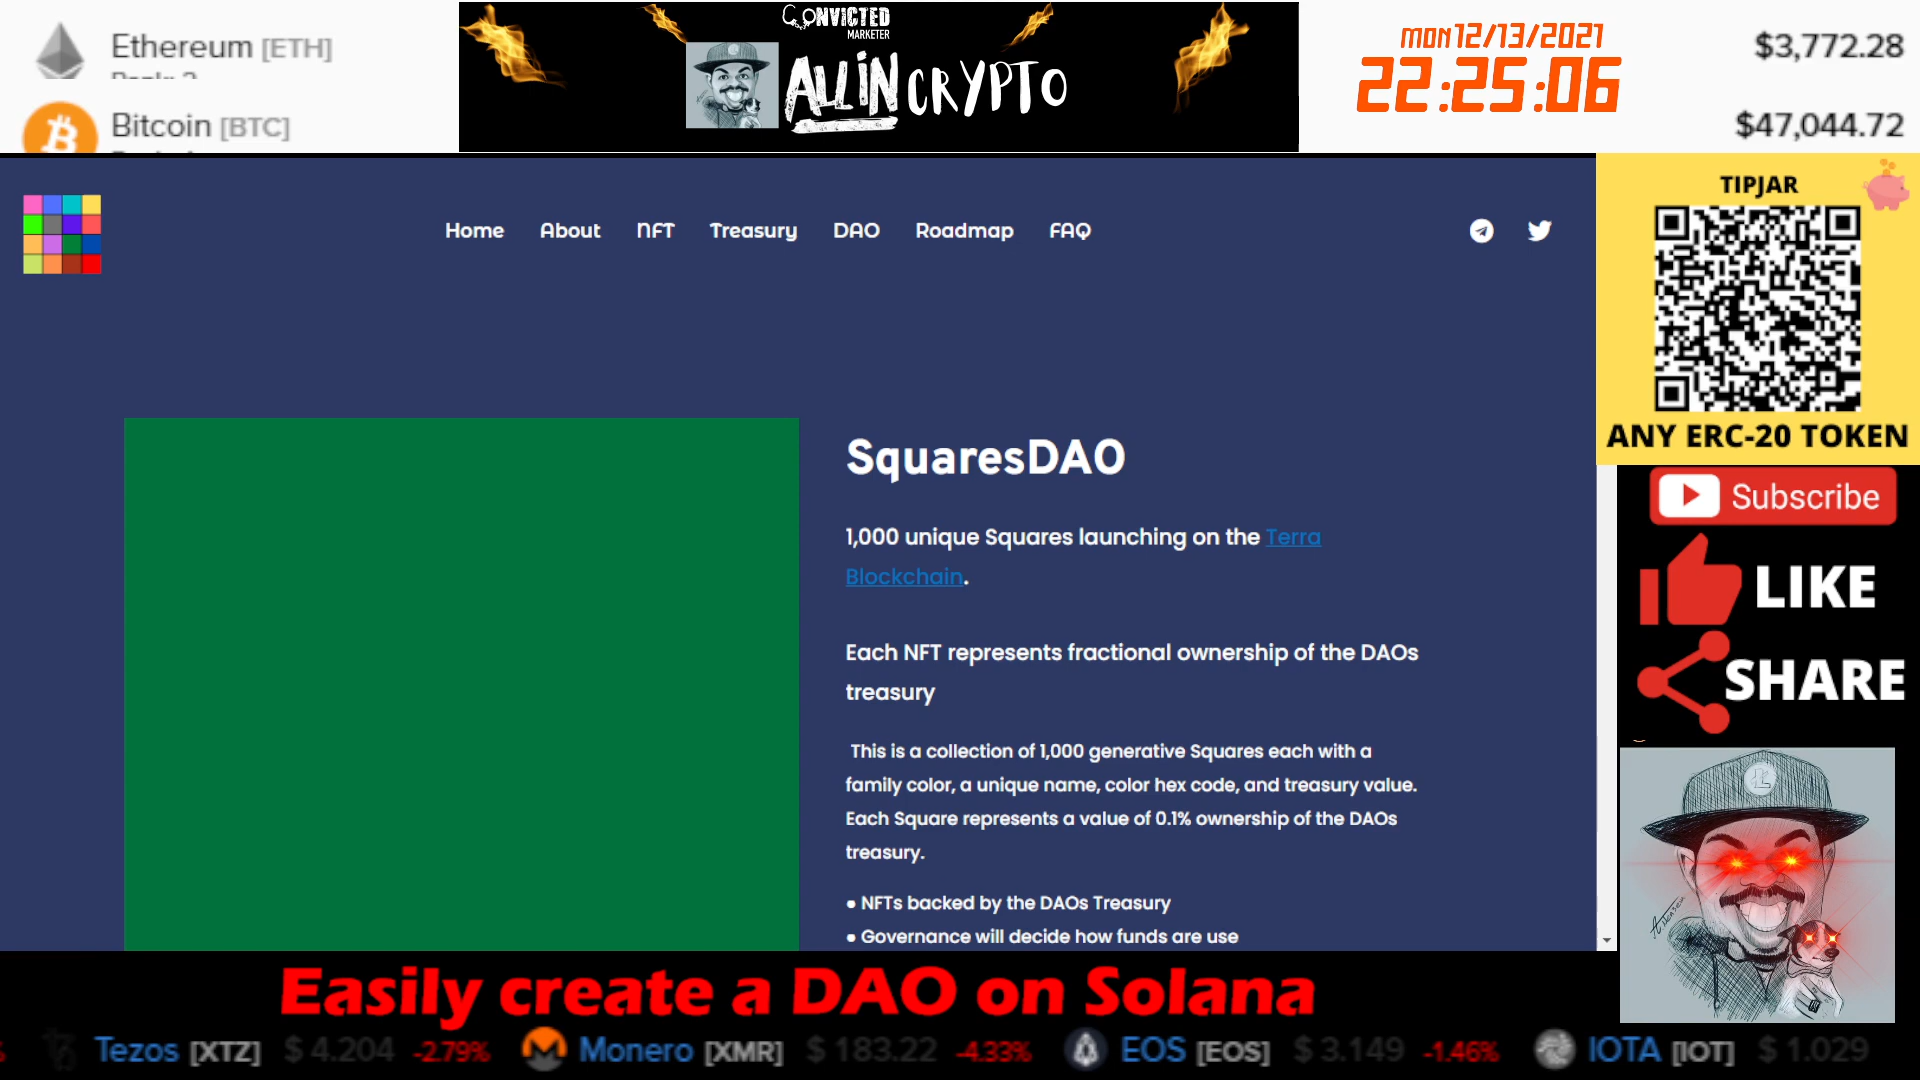 Ethereum [ETH]
Bitcoin [BTC]
CONVICTED
MARKETER
ALLiN CRYPTO
MON 12/13/2021
22:25:06
$3,772.28
$47,044.72
Home About NFT Treasury DAO Roadmap FAQ
TIPJAR
ANY ERC-20 TOKEN
Subscribe
LIKE
SHARE
SquaresDAO
1,000 unique Squares launching on the Terra
Blockchain.
Each NFT represents fractional ownership of the DAOs
treasury
This is a collection of 1,000 generative Squares each with a
family color, a unique name, color hex code, and treasury value.
Each Square represents a value of 0.1% ownership of the DAOs
treasury.
● NFTs backed by the DAOs Treasury
● Governance will decide how funds are use
Easily create a DAO on Solana
Tezos [XTZ] $ 4.204 -2.79% Monero [XMR] $ 183.22 -4.33% EOS [EOS] $ 3.149 -1.46% IOTA [IOT] $ 1.029